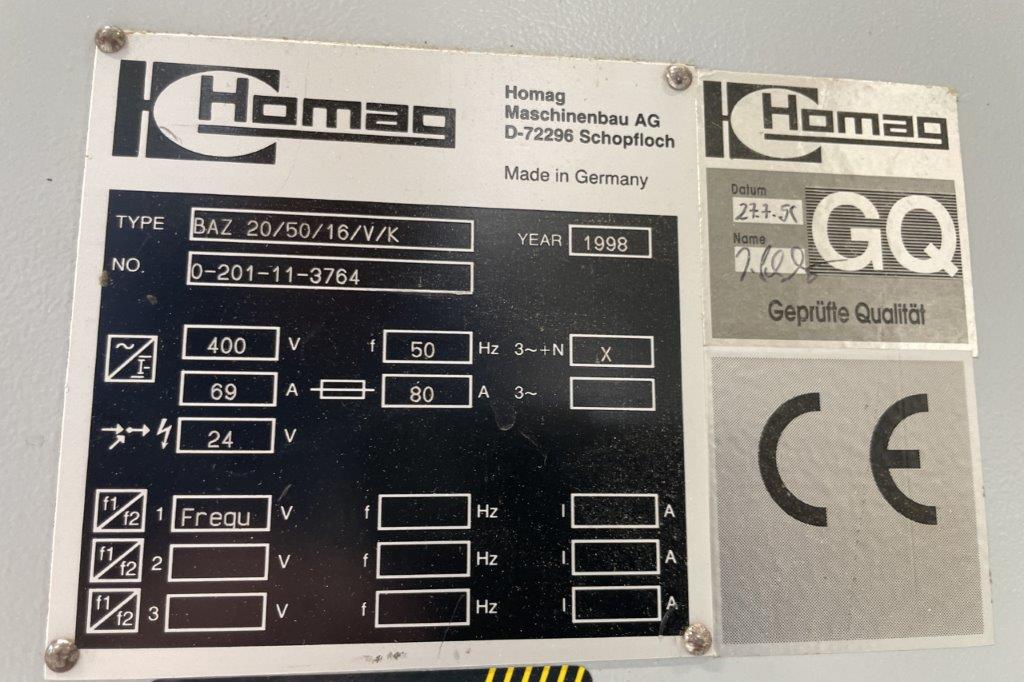 Homag
Homag
Maschinenbau AG
D-72296 Schopfloch
Made in Germany
TYPE BAZ 20/50/16/V/K YEAR 1998
NO. 0-201-11-3764
400 V f 50 Hz 3~+N X
69 A 80 A 3~
24 V
f1/f2 1 Frequ V f Hz I A
f1/f2 2 V f Hz I A
f1/f2 3 V f Hz I A
Homag
Datum
GQ
Name
Geprüfte Qualität
CE